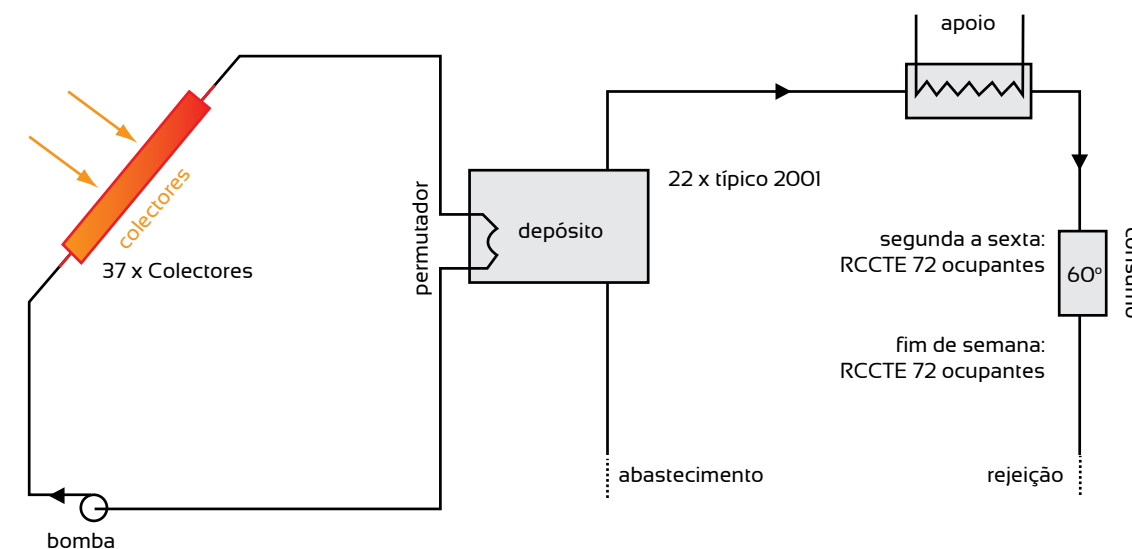 apoio
colectores
37 x Colectores
permutador
depósito
22 x típico 2001
segunda a sexta:
RCCTE 72 ocupantes
60º
consumo
fim de semana:
RCCTE 72 ocupantes
abastecimento
rejeição
bomba